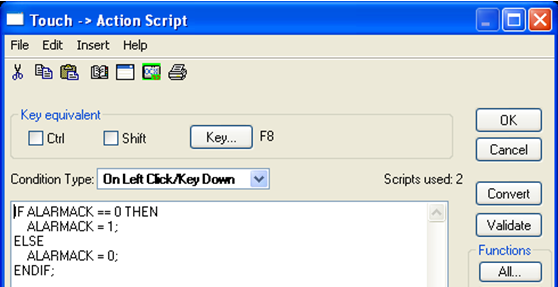 Touch -> Action Script
File Edit Insert Help
Key equivalent
Ctrl Shift Key... F8
OK
Cancel
Condition Type: On Left Click/Key Down Scripts used: 2
Convert
IF ALARMACK == 0 THEN
ALARMACK = 1;
ELSE
ALARMACK = 0;
ENDIF;
Validate
Functions
All...